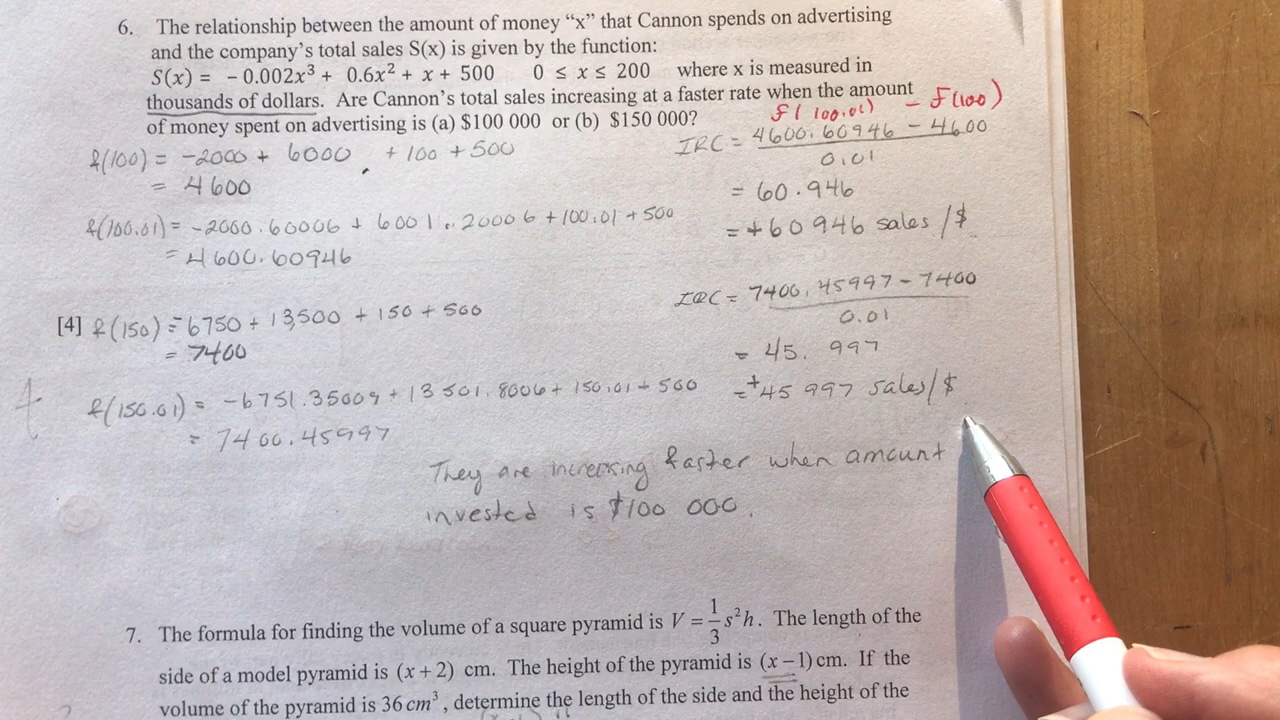 6. The relationship between the amount of money “x” that Cannon spends on advertising
and the company’s total sales S(x) is given by the function:
S(x) = - 0.002x³ + 0.6x² + x + 500 0 ≤ x ≤ 200 where x is measured in
thousands of dollars. Are Cannon’s total sales increasing at a faster rate when the amount
of money spent on advertising is (a) $100 000 or (b) $150 000?
f(100.01) - f(100)
IRC = 4600.60946 - 4600
0.01
= 60.946
= +60 946 sales /$
f(100) = -2000 + 6000 + 100 + 500
= 4600
f(100.01) = -2000.60006 + 6001.20006 + 100.01 + 500
= 4600.60946
IRC = 7400.45997 - 7400
0.01
= 45.997
= +45 997 sales/$
[4] f(150) = -6750 + 13,500 + 150 + 500
= 7400
f(150.01) = -6751.35009 + 13 501.8006 + 150.01 + 500
= 7400.45997
They are increasing faster when amount
invested is $100 000.
7. The formula for finding the volume of a square pyramid is V = 1/3 s²h. The length of the
side of a model pyramid is (x + 2) cm. The height of the pyramid is (x – 1) cm. If the
volume of the pyramid is 36 cm³, determine the length of the side and the height of the